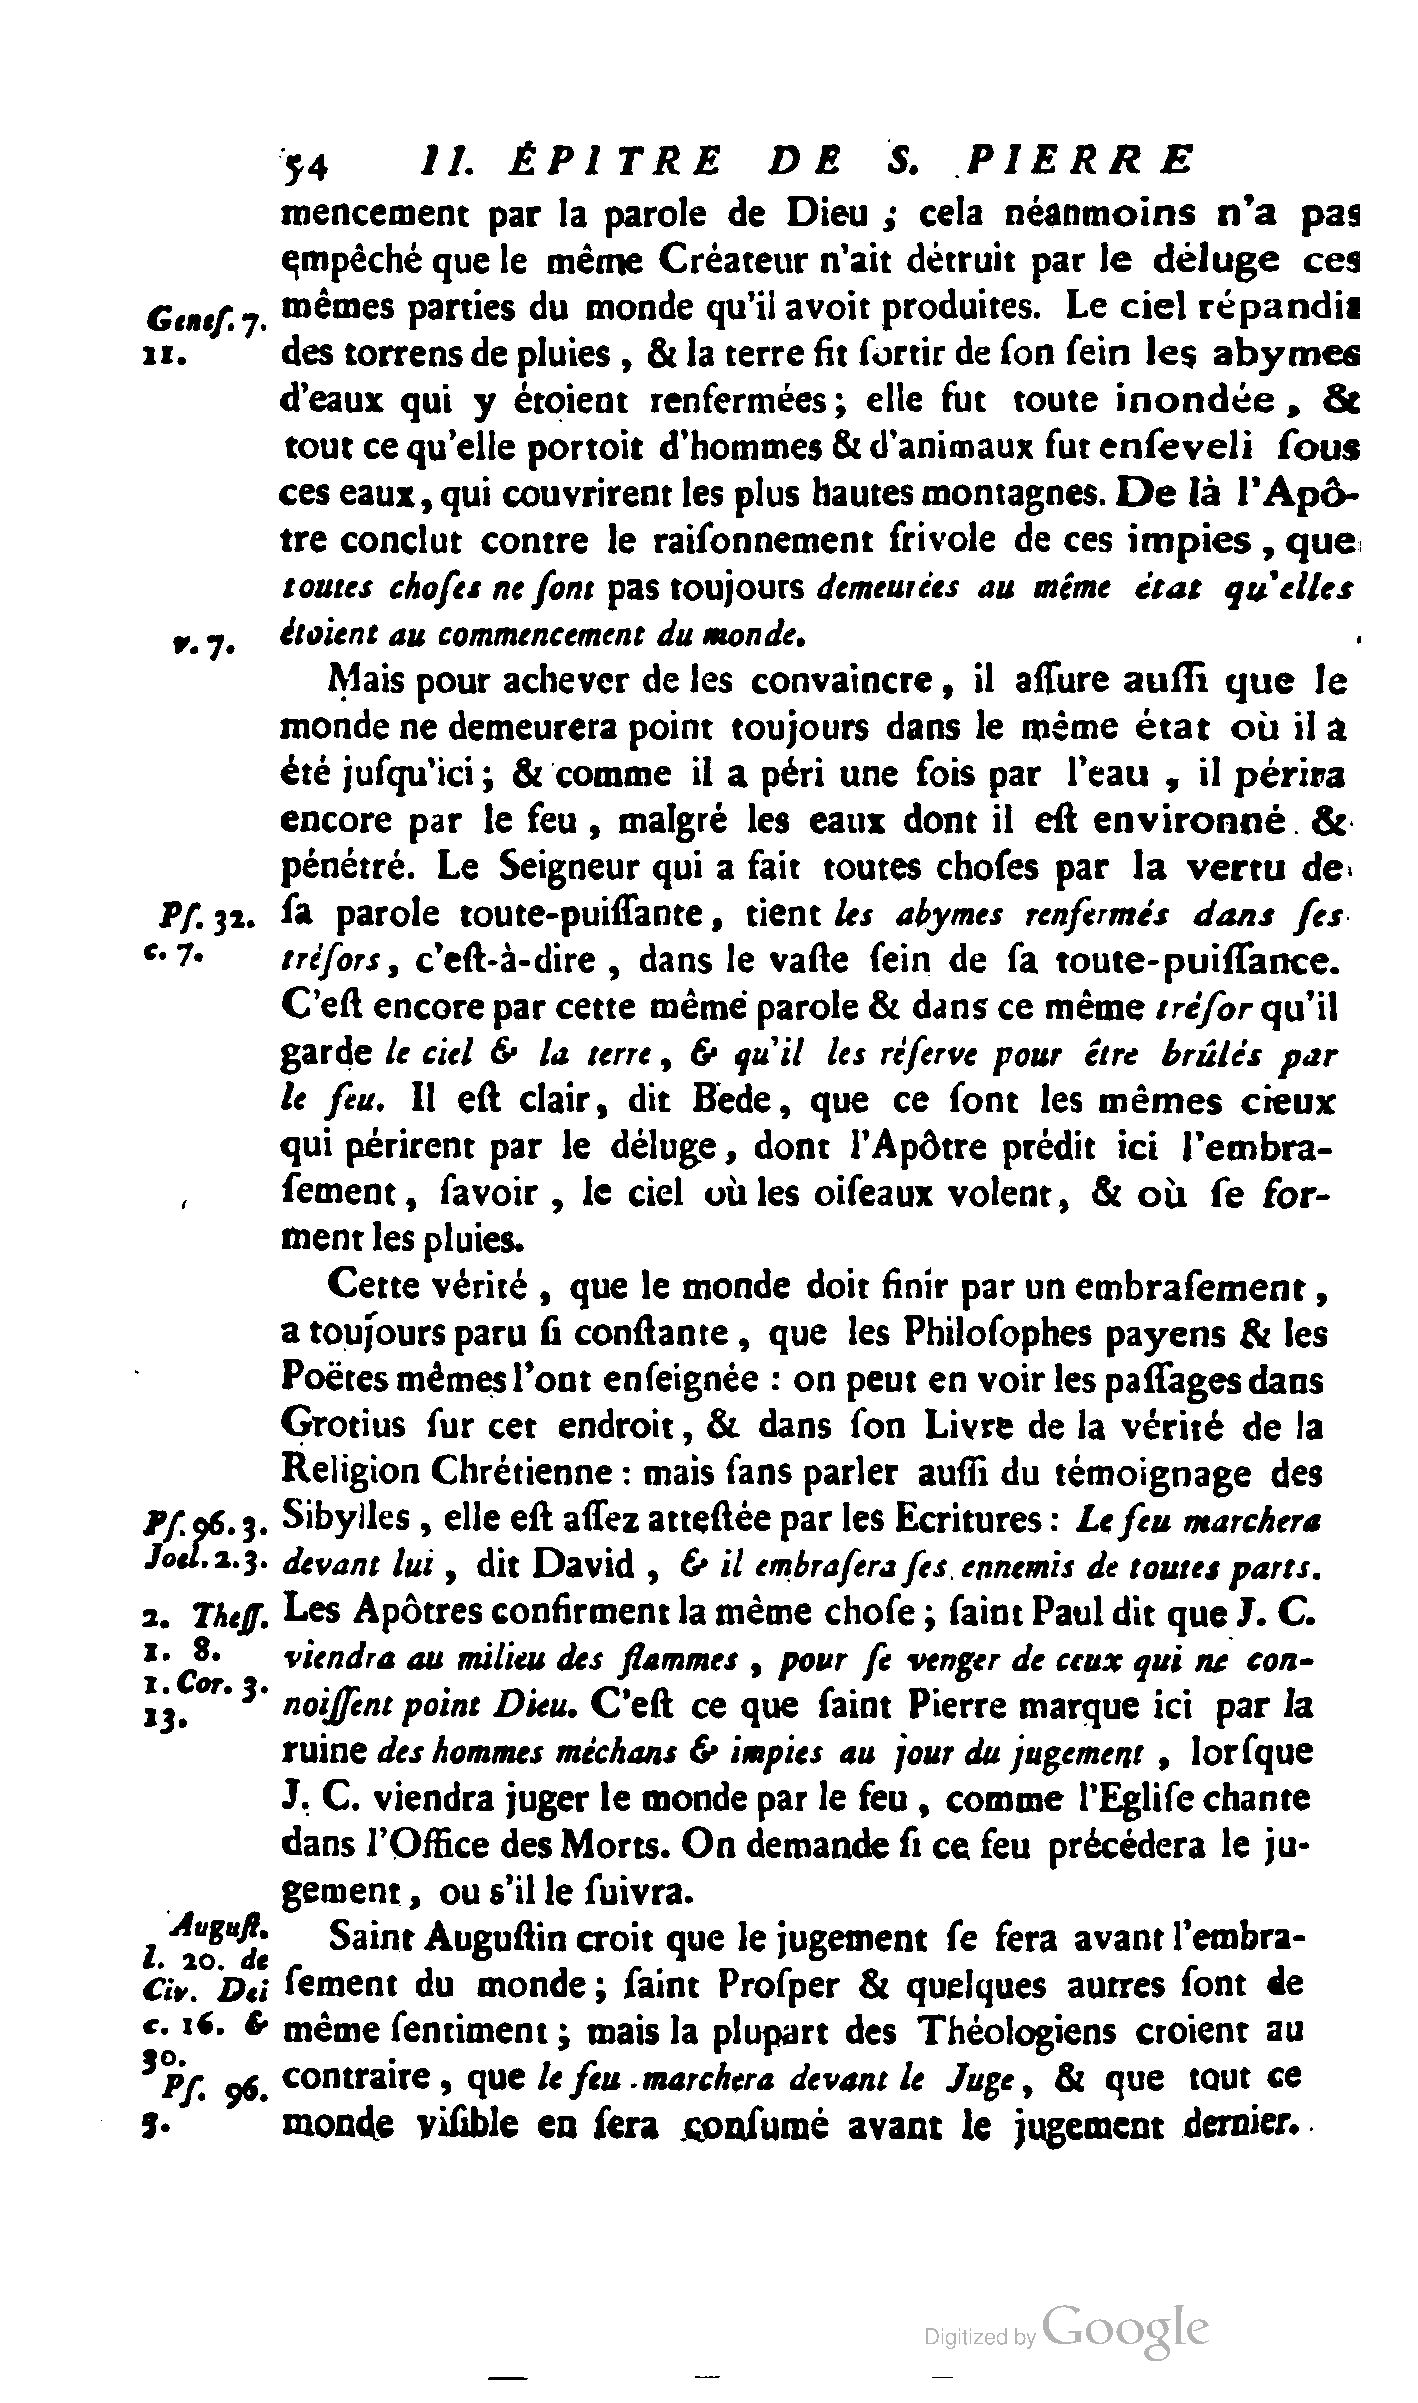 54 II. ÉPITRE DE S. PIERRE
mencement par la parole de Dieu ; cela néanmoins n'a pas
empêché que le même Créateur n'ait détruit par le déluge ces
Geneſ. 7.
mêmes parties du monde qu'il avoit produites. Le ciel répandit
11.
des torrens de pluies , & la terre fit ſortir de ſon ſein les abymes
d'eaux qui y étoient renfermées ; elle fut toute inondée , &
tout ce qu'elle portoit d'hommes & d'animaux fut enſeveli ſous
ces eaux, qui couvrirent les plus hautes montagnes. De là l'Apô-
tre conclut contre le raiſonnement frivole de ces impies , que
toutes choſes ne ſont pas toujours demeurées au même état qu'elles
v. 7.
étoient au commencement du monde.
Mais pour achever de les convaincre , il aſſure auſſi que le
monde ne demeurera point toujours dans le même état où il a
été juſqu'ici ; & comme il a péri une fois par l'eau , il périra
encore par le feu , malgré les eaux dont il eſt environné &
pénétré. Le Seigneur qui a fait toutes choſes par la vertu de
Pſ. 32.
ſa parole toute-puiſſante , tient les abymes renfermés dans ſes
c. 7.
tréſors , c'eſt-à-dire , dans le vaſte ſein de ſa toute-puiſſance.
C'eſt encore par cette même parole & dans ce même tréſor qu'il
garde le ciel & la terre , & qu'il les réſerve pour être brûlés par
le feu. Il eſt clair, dit Bede, que ce ſont les mêmes cieux
qui périrent par le déluge , dont l'Apôtre prédit ici l'embra-
ſement , ſavoir , le ciel où les oiſeaux volent , & où ſe for-
ment les pluies.
Cette vérité , que le monde doit finir par un embraſement ,
a toujours paru ſi conſtante , que les Philoſophes payens & les
Poëtes mêmes l'ont enſeignée : on peut en voir les paſſages dans
Grotius ſur cet endroit , & dans ſon Livre de la vérité de la
Religion Chrétienne : mais ſans parler auſſi du témoignage des
Pſ. 96. 3.
Sibylles , elle eſt aſſez atteſtée par les Ecritures : Le feu marchera
Joel. 2. 3.
devant lui , dit David , & il embraſera ſes ennemis de toutes parts.
2. Theſſ.
Les Apôtres confirment la même choſe ; ſaint Paul dit que J. C.
1. 8.
viendra au milieu des flammes , pour ſe venger de ceux qui ne con-
1. Cor. 3.
13.
noiſſent point Dieu. C'eſt ce que ſaint Pierre marque ici par la
ruine des hommes méchans & impies au jour du jugement , lorſque
J. C. viendra juger le monde par le feu , comme l'Egliſe chante
dans l'Office des Morts. On demande ſi ce feu précédera le ju-
gement , ou s'il le ſuivra.
Auguſt.
Saint Auguſtin croit que le jugement ſe fera avant l'embra-
l. 20. de
Civ. Dei
ſement du monde ; ſaint Proſper & quelques autres ſont de
c. 16. &
même ſentiment ; mais la plupart des Théologiens croient au
30.
Pſ. 96.
contraire , que le feu marchera devant le Juge , & que tout ce
3.
monde viſible en ſera conſumé avant le jugement dernier.
Digitized by Google